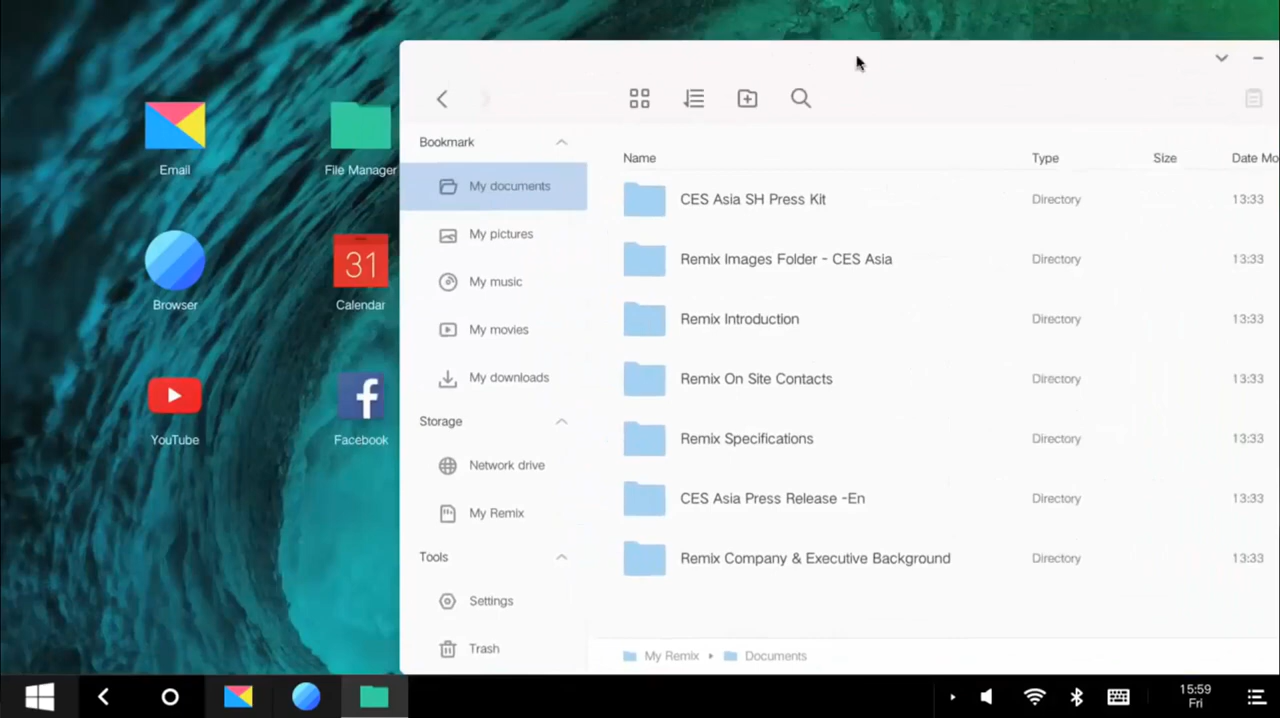 Email
File Manager
Browser
31
Calendar
YouTube
f
Facebook
Bookmark
My documents
My pictures
My music
My movies
My downloads
Storage
Network drive
My Remix
Tools
Settings
Trash
Name Type Size Date Mo
CES Asia SH Press Kit Directory 13:33
Remix Images Folder - CES Asia Directory 13:33
Remix Introduction Directory 13:33
Remix On Site Contacts Directory 13:33
Remix Specifications Directory 13:33
CES Asia Press Release -En Directory 13:33
Remix Company & Executive Background Directory 13:33
My Remix Documents
15:59
Fri